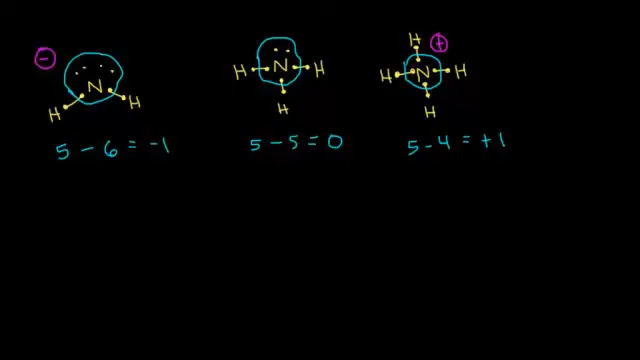 H
⊖ N H N H H N H
H H H
5 - 6 = -1 5 - 5 = 0 5 - 4 = +1